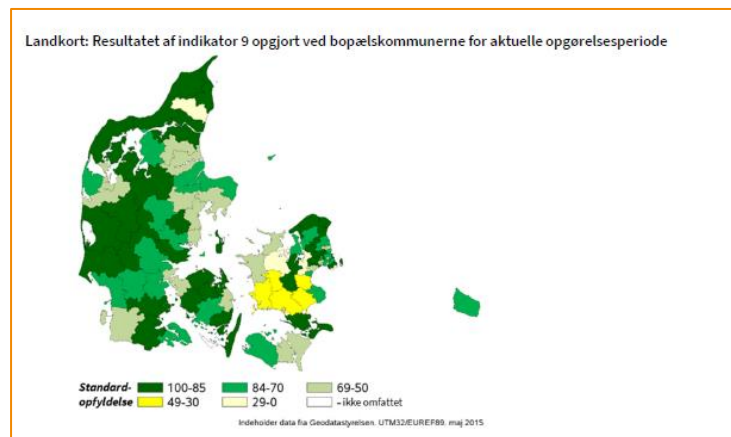 Landkort: Resultatet af indikator 9 opgjort ved bopælskommunerne for aktuelle opgørelsesperiode
Standard-opfyldelse
100-85
84-70
69-50
49-30
29-0
- ikke omfattet
Indeholder data fra Geodatastyrelsen. UTM32/EUREF89, maj 2015